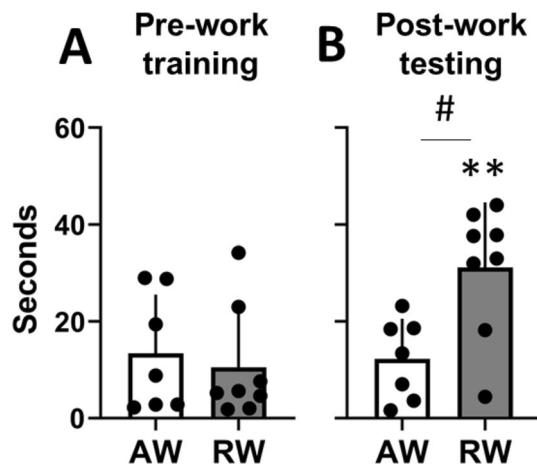 A
Pre-work
training
B
Post-work
testing
#
**
Seconds
60
40
20
0
AW
RW
AW
RW